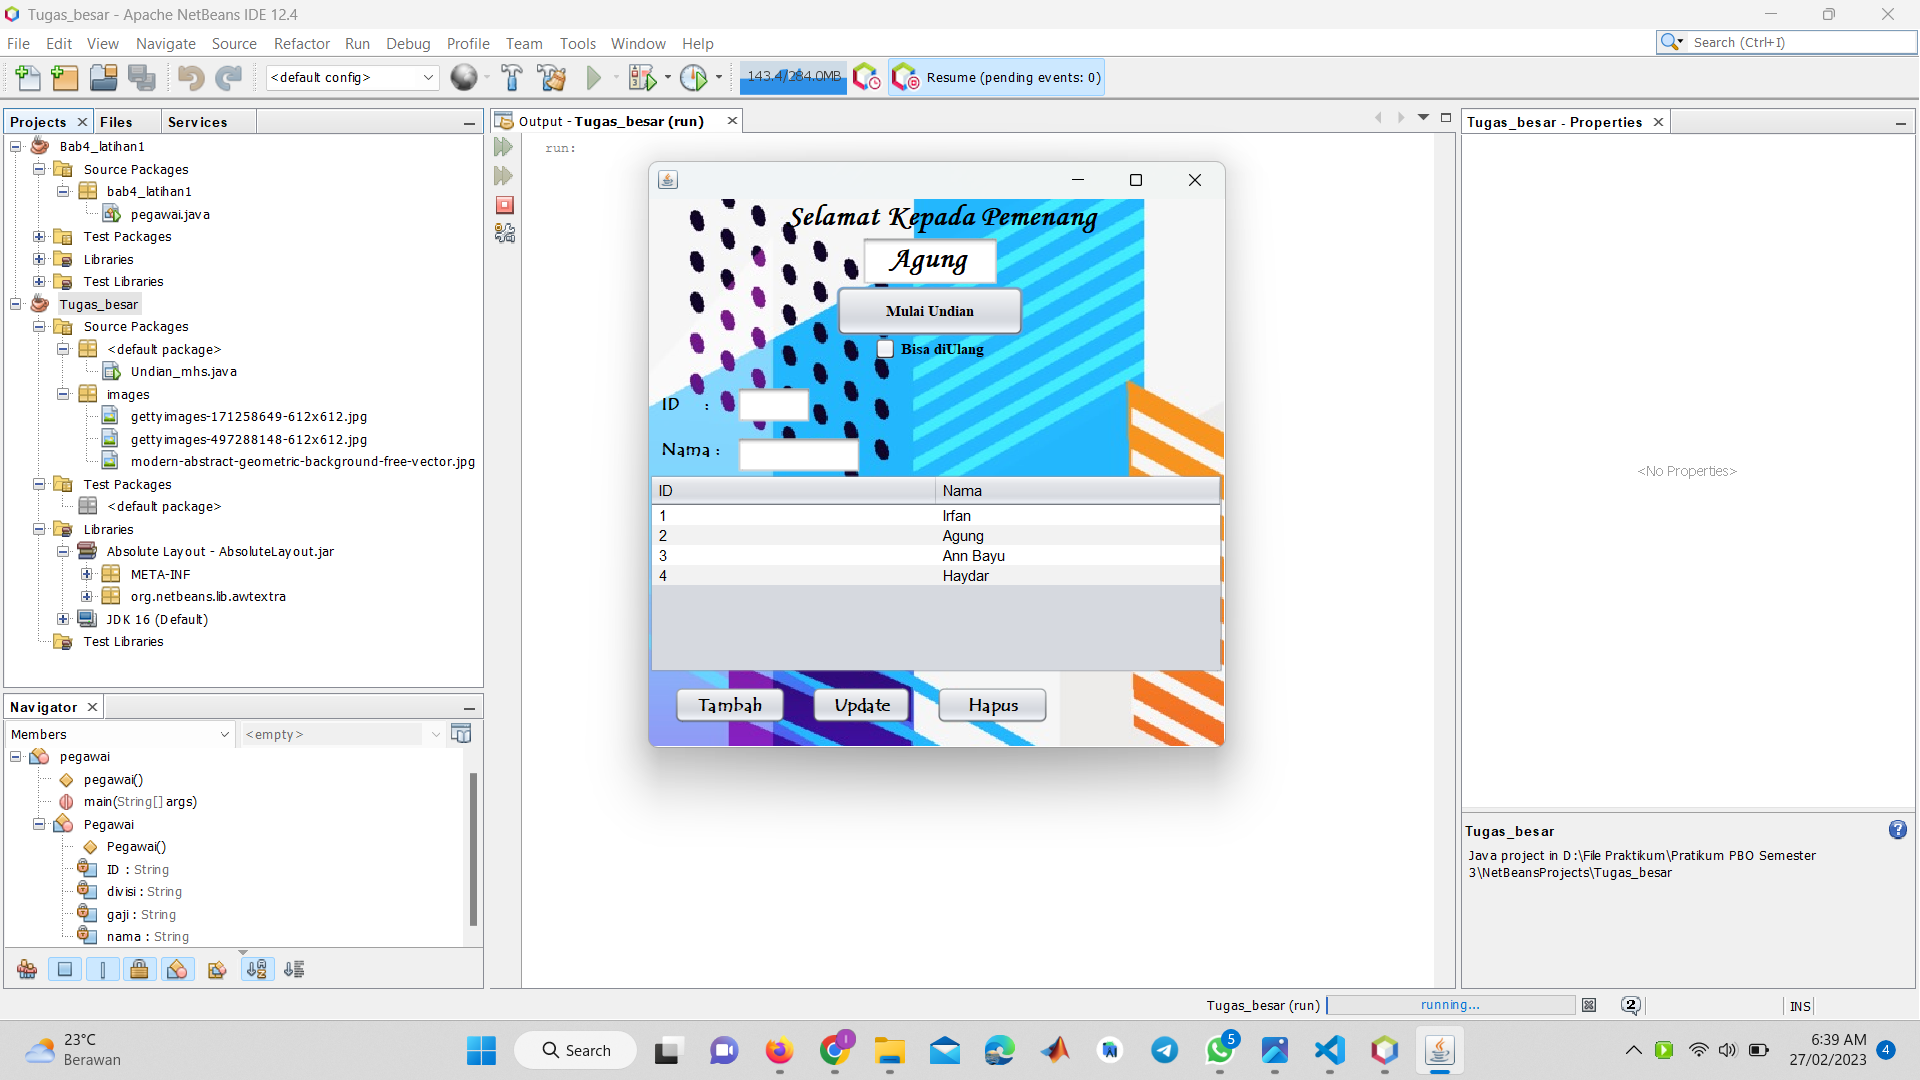 Tugas_besar - Apache NetBeans IDE 12.4
File Edit View Navigate Source Refactor Run Debug Profile Team Tools Window Help
Search (Ctrl+I)
<default config>
143.4/284.0MB
Resume (pending events: 0)
Projects
Files
Services
Bab4_latihan1
Source Packages
bab4_latihan1
pegawai.java
Test Packages
Libraries
Test Libraries
Tugas_besar
Source Packages
<default package>
Undian_mhs.java
images
gettyimages-171258649-612x612.jpg
gettyimages-497288148-612x612.jpg
modern-abstract-geometric-background-free-vector.jpg
Test Packages
<default package>
Libraries
Absolute Layout - AbsoluteLayout.jar
META-INF
org.netbeans.lib.awtextra
JDK 16 (Default)
Test Libraries
Navigator
Members
<empty>
pegawai
pegawai()
main(String[] args)
Pegawai
Pegawai()
ID : String
divisi : String
gaji : String
nama : String
Output - Tugas_besar (run)
run:
Selamat Kepada Pemenang
Agung
Mulai Undian
Bisa diUlang
ID :
Nama :
ID Nama
1 Irfan
2 Agung
3 Ann Bayu
4 Haydar
Tambah Update Hapus
Tugas_besar - Properties
<No Properties>
Tugas_besar
Java project in D:\File Praktikum\Pratikum PBO Semester
3\NetBeansProjects\Tugas_besar
Tugas_besar (run)
running...
2
INS
23°C
Berawan
Search
5
6:39 AM
27/02/2023
4